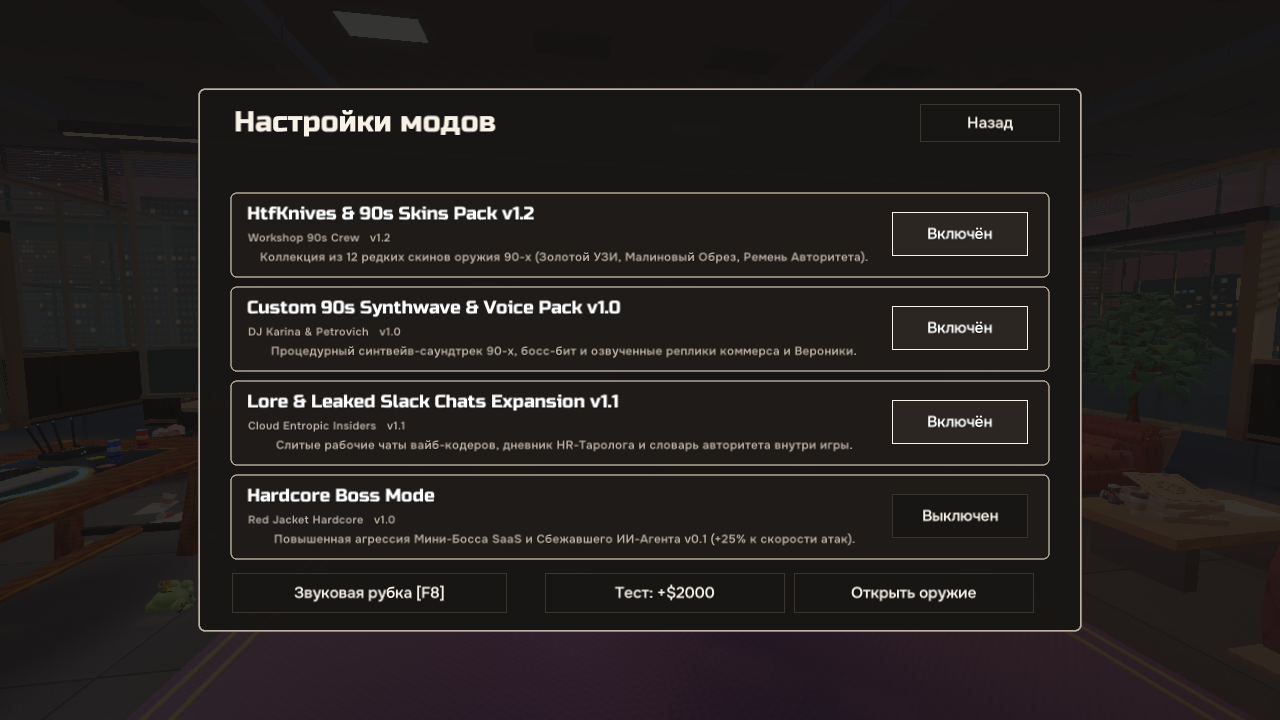 Настройки модов
Назад
HtfKnives & 90s Skins Pack v1.2
Workshop 90s Crew v1.2
Коллекция из 12 редких скинов оружия 90-х (Золотой УЗИ, Малиновый Обрез, Ремень Авторитета).
Включён
Custom 90s Synthwave & Voice Pack v1.0
DJ Karina & Petrovich v1.0
Процедурный синтвейв-саундтрек 90-х, босс-бит и озвученные реплики коммерса и Вероники.
Включён
Lore & Leaked Slack Chats Expansion v1.1
Cloud Entropic Insiders v1.1
Слитые рабочие чаты вайб-кодеров, дневник HR-Таролога и словарь авторитета внутри игры.
Включён
Hardcore Boss Mode
Red Jacket Hardcore v1.0
Повышенная агрессия Мини-Босса SaaS и Сбежавшего ИИ-Агента v0.1 (+25% к скорости атак).
Выключен
Звуковая рубка [F8]
Тест: +$2000
Открыть оружие